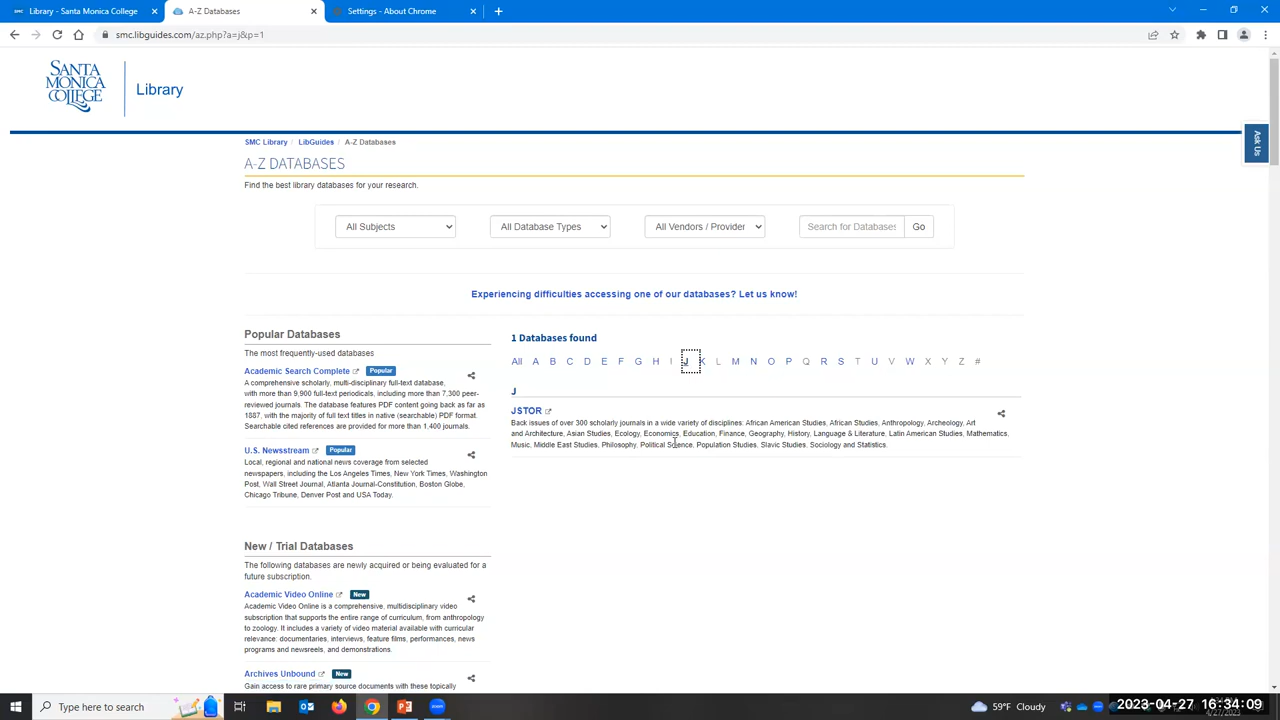 Library - Santa Monica College
A-Z Databases
Settings - About Chrome
smc.libguides.com/az.php?a=j&p=1
SANTA
MONICA
COLLEGE
Library
Ask Us
SMC Library / LibGuides / A-Z Databases
A-Z DATABASES
Find the best library databases for your research.
All Subjects
All Database Types
All Vendors / Provider
Search for Databases
Go
Experiencing difficulties accessing one of our databases? Let us know!
Popular Databases
The most frequently-used databases
Academic Search Complete Popular
A comprehensive scholarly, multi-disciplinary full-text database,
with more than 9,900 full-text periodicals, including more than 7,300 peer-
reviewed journals. The database features PDF content going back as far as
1887, with the majority of full text titles in native (searchable) PDF format.
Searchable cited references are provided for more than 1,400 journals.
U.S. Newsstream Popular
Local, regional and national news coverage from selected
newspapers, including the Los Angeles Times, New York Times, Washington
Post, Wall Street Journal, Atlanta Journal-Constitution, Boston Globe,
Chicago Tribune, Denver Post and USA Today.
New / Trial Databases
The following databases are newly acquired or being evaluated for a
future subscription.
Academic Video Online New
Academic Video Online is a comprehensive, multidisciplinary video
subscription that supports the entire range of curriculum, from anthropology
to zoology. It includes a variety of video material available with curricular
relevance: documentaries, interviews, feature films, performances, news
programs and newsreels, and demonstrations.
Archives Unbound New
Gain access to rare primary source documents with these topically
1 Databases found
All A B C D E F G H I J K L M N O P Q R S T U V W X Y Z #
J
JSTOR
Back issues of over 300 scholarly journals in a wide variety of disciplines: African American Studies, African Studies, Anthropology, Archeology, Art
and Architecture, Asian Studies, Ecology, Economics, Education, Finance, Geography, History, Language & Literature, Latin American Studies, Mathematics,
Music, Middle East Studies, Philosophy, Political Science, Population Studies, Slavic Studies, Sociology and Statistics.
Type here to search
59°F Cloudy
2023-04-27 16:34:09